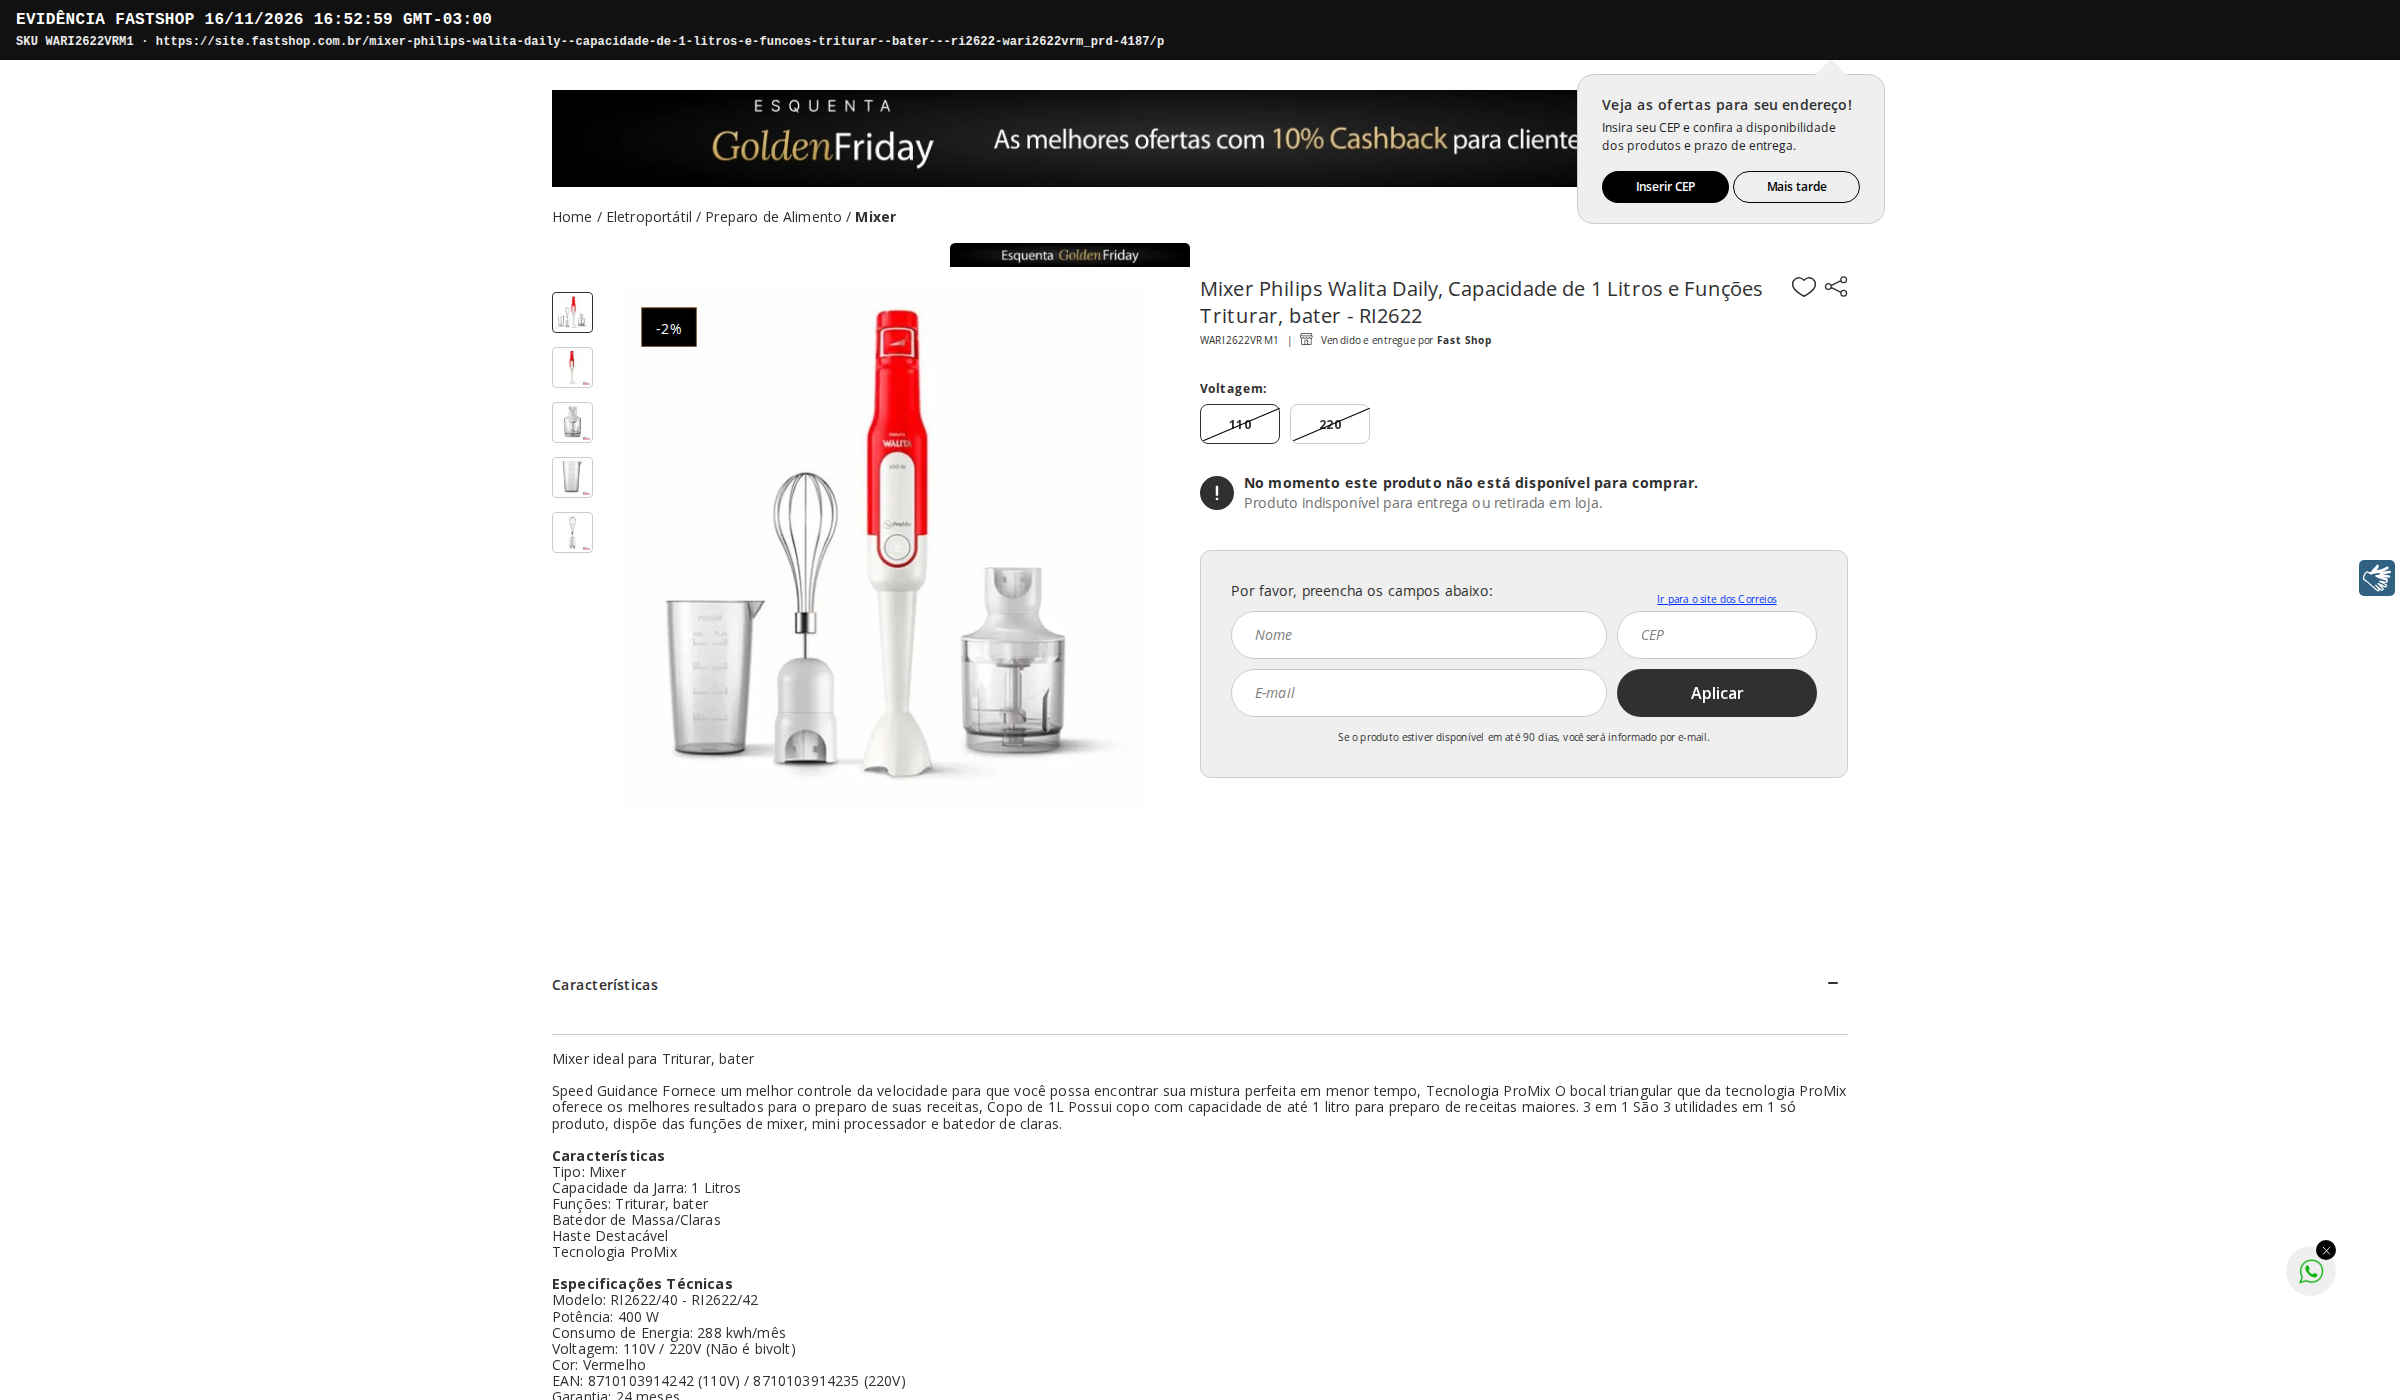 EVIDÊNCIA FASTSHOP 16/11/2026 16:52:59 GMT-03:00
SKU WARI2622VRM1 · https://site.fastshop.com.br/mixer-philips-walita-daily--capacidade-de-1-litros-e-funcoes-triturar--bater---ri2622-wari2622vrm_prd-4187/p
ESQUENTA
GoldenFriday
As melhores ofertas com 10% Cashback para cliente
Veja as ofertas para seu endereço!
Insira seu CEP e confira a disponibilidade
dos produtos e prazo de entrega.
Inserir CEP
Mais tarde
Home / Eletroportátil / Preparo de Alimento / Mixer
Esquenta Golden Friday
-2%
WALITA
400 W
ProMix
Mixer Philips Walita Daily, Capacidade de 1 Litros e Funções
Triturar, bater - RI2622
WARI2622VRM1 | Vendido e entregue por Fast Shop
Voltagem:
110
220
No momento este produto não está disponível para comprar.
Produto indisponível para entrega ou retirada em loja.
Por favor, preencha os campos abaixo:
Ir para o site dos Correios
Nome
CEP
E-mail
Aplicar
Se o produto estiver disponível em até 90 dias, você será informado por e-mail.
Características
Mixer ideal para Triturar, bater
Speed Guidance Fornece um melhor controle da velocidade para que você possa encontrar sua mistura perfeita em menor tempo, Tecnologia ProMix O bocal triangular que da tecnologia ProMix
oferece os melhores resultados para o preparo de suas receitas, Copo de 1L Possui copo com capacidade de até 1 litro para preparo de receitas maiores. 3 em 1 São 3 utilidades em 1 só
produto, dispõe das funções de mixer, mini processador e batedor de claras.
Características
Tipo: Mixer
Capacidade da Jarra: 1 Litros
Funções: Triturar, bater
Batedor de Massa/Claras
Haste Destacável
Tecnologia ProMix
Especificações Técnicas
Modelo: RI2622/40 - RI2622/42
Potência: 400 W
Consumo de Energia: 288 kwh/mês
Voltagem: 110V / 220V (Não é bivolt)
Cor: Vermelho
EAN: 8710103914242 (110V) / 8710103914235 (220V)
Garantia: 24 meses